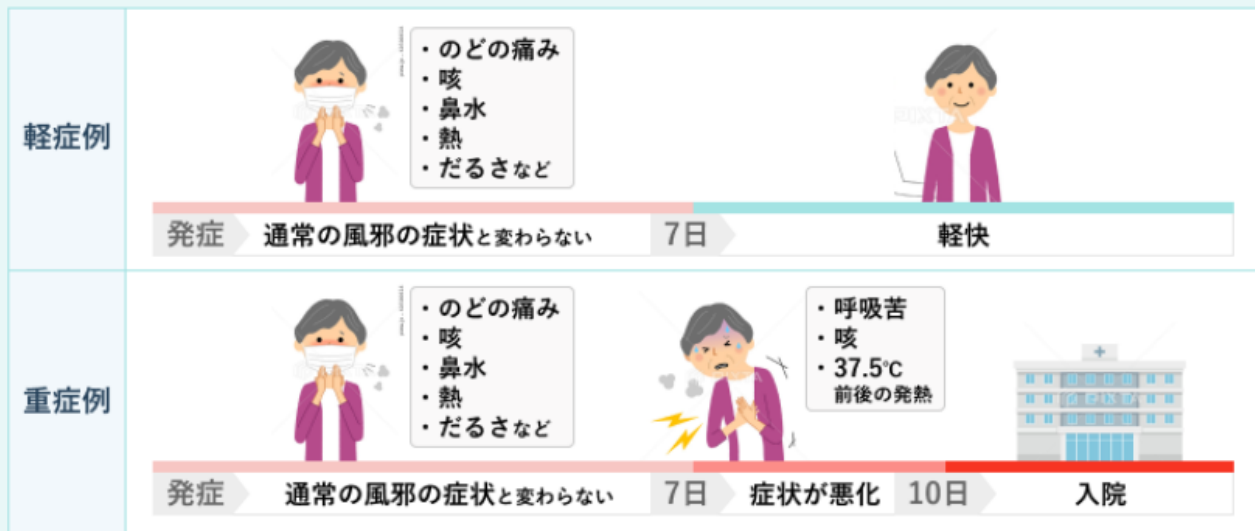 軽症例
・のどの痛み
・咳
・鼻水
・熱
・だるさなど
発症 通常の風邪の症状と変わらない 7日 軽快
重症例
・のどの痛み
・咳
・鼻水
・熱
・だるさなど
・呼吸苦
・咳
・37.5℃
前後の発熱
発症 通常の風邪の症状と変わらない 7日 症状が悪化 10日 入院